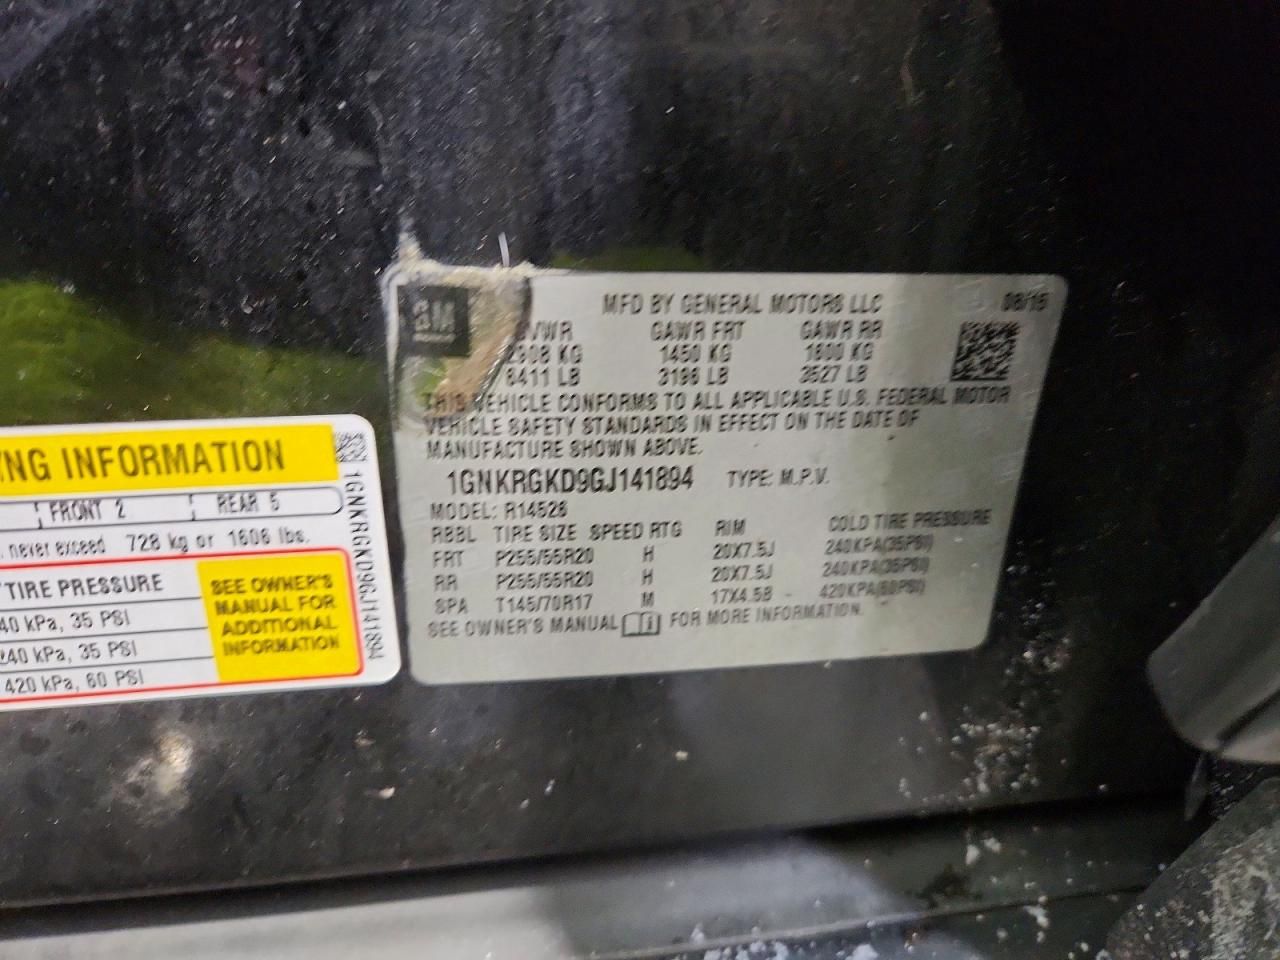 GM
MFD BY GENERAL MOTORS LLC 08/15
GVWR GAWR FRT GAWR RR
2908 KG 1450 KG 1600 KG
6411 LB 3196 LB 3527 LB
THIS VEHICLE CONFORMS TO ALL APPLICABLE U.S. FEDERAL MOTOR
VEHICLE SAFETY STANDARDS IN EFFECT ON THE DATE OF
MANUFACTURE SHOWN ABOVE.
1GNKRGKD9GJ141894 TYPE: M.P.V.
MODEL: R14526
RBBL TIRE SIZE SPEED RTG RIM COLD TIRE PRESSURE
FRT P255/55R20 H 20X7.5J 240KPA(35PSI)
RR P255/55R20 H 20X7.5J 240KPA(35PSI)
SPA T145/70R17 M 17X4.5B 420KPA(60PSI)
SEE OWNER'S MANUAL FOR MORE INFORMATION.
ING INFORMATION
FRONT 2 REAR 5
never exceed 728 kg or 1606 lbs.
TIRE PRESSURE
40 kPa, 35 PSI
240 kPa, 35 PSI
420 kPa, 60 PSI
SEE OWNER'S
MANUAL FOR
ADDITIONAL
INFORMATION
1GNKRGKD9GJ141894